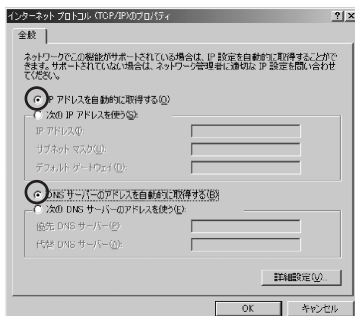 インターネット プロトコル (TCP/IP)のプロパティ
全般
ネットワークでこの機能がサポートされている場合は、IP 設定を自動的に取得することがで
きます。サポートされていない場合は、ネットワーク管理者に適切な IP 設定を問い合わせ
てください。
IP アドレスを自動的に取得する(O)
次の IP アドレスを使う(S):
IP アドレス(I):
サブネット マスク(U):
デフォルト ゲートウェイ(D):
DNS サーバーのアドレスを自動的に取得する(B)
次の DNS サーバーのアドレスを使う(E):
優先 DNS サーバー(P):
代替 DNS サーバー(A):
詳細設定(V)...
OK
キャンセル